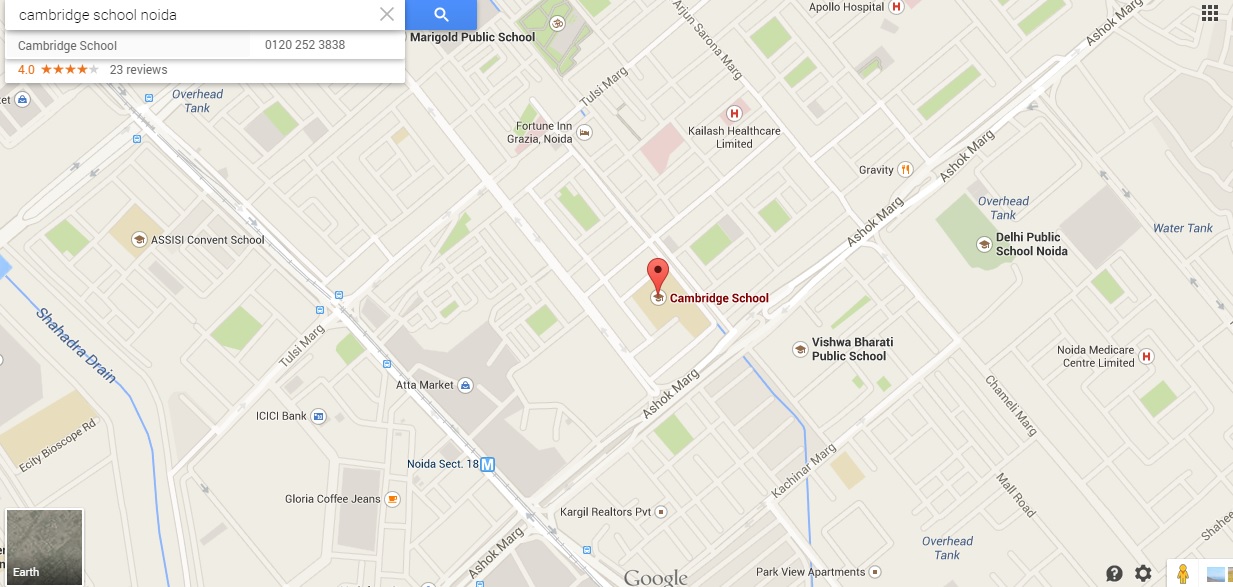 cambridge school noida
Cambridge School 0120 252 3838
4.0 23 reviews
Marigold Public School
Apollo Hospital
Arjun Sarona Marg
Ashok Marg
Overhead
Tank
Tulsi Marg
Fortune Inn
Grazia, Noida
Kailash Healthcare
Limited
Ashok Marg
Gravity
Overhead
Tank
Ashok Marg
Water Tank
ASSISI Convent School
Delhi Public
School Noida
Cambridge School
Shahadra Drain
Tulsi Marg
Vishwa Bharati
Public School
Noida Medicare
Centre Limited
Atta Market
Ashok Marg
Chameli Marg
ICICI Bank
Ecity Bioscope Rd
Noida Sect. 18 M
Kachinar Marg
Mall Road
Gloria Coffee Jeans
Kargil Realtors Pvt
Ashok Marg
Overhead
Tank
Earth
Google
Park View Apartments